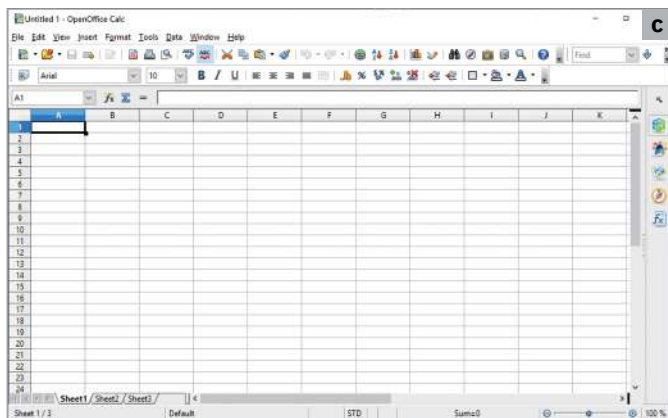 Untitled 1 - OpenOffice Calc
c
File Edit View Insert Format Tools Data Window Help
Find
Arial 10 B I U
A1 = 
A B C D E F G H I J K
1
2
3
4
5
6
7
8
9
10
11
12
13
14
15
16
17
18
19
20
21
22
23
24
Sheet1 Sheet2 Sheet3
Sheet 1 / 3 Default STD Sum=0 100 %